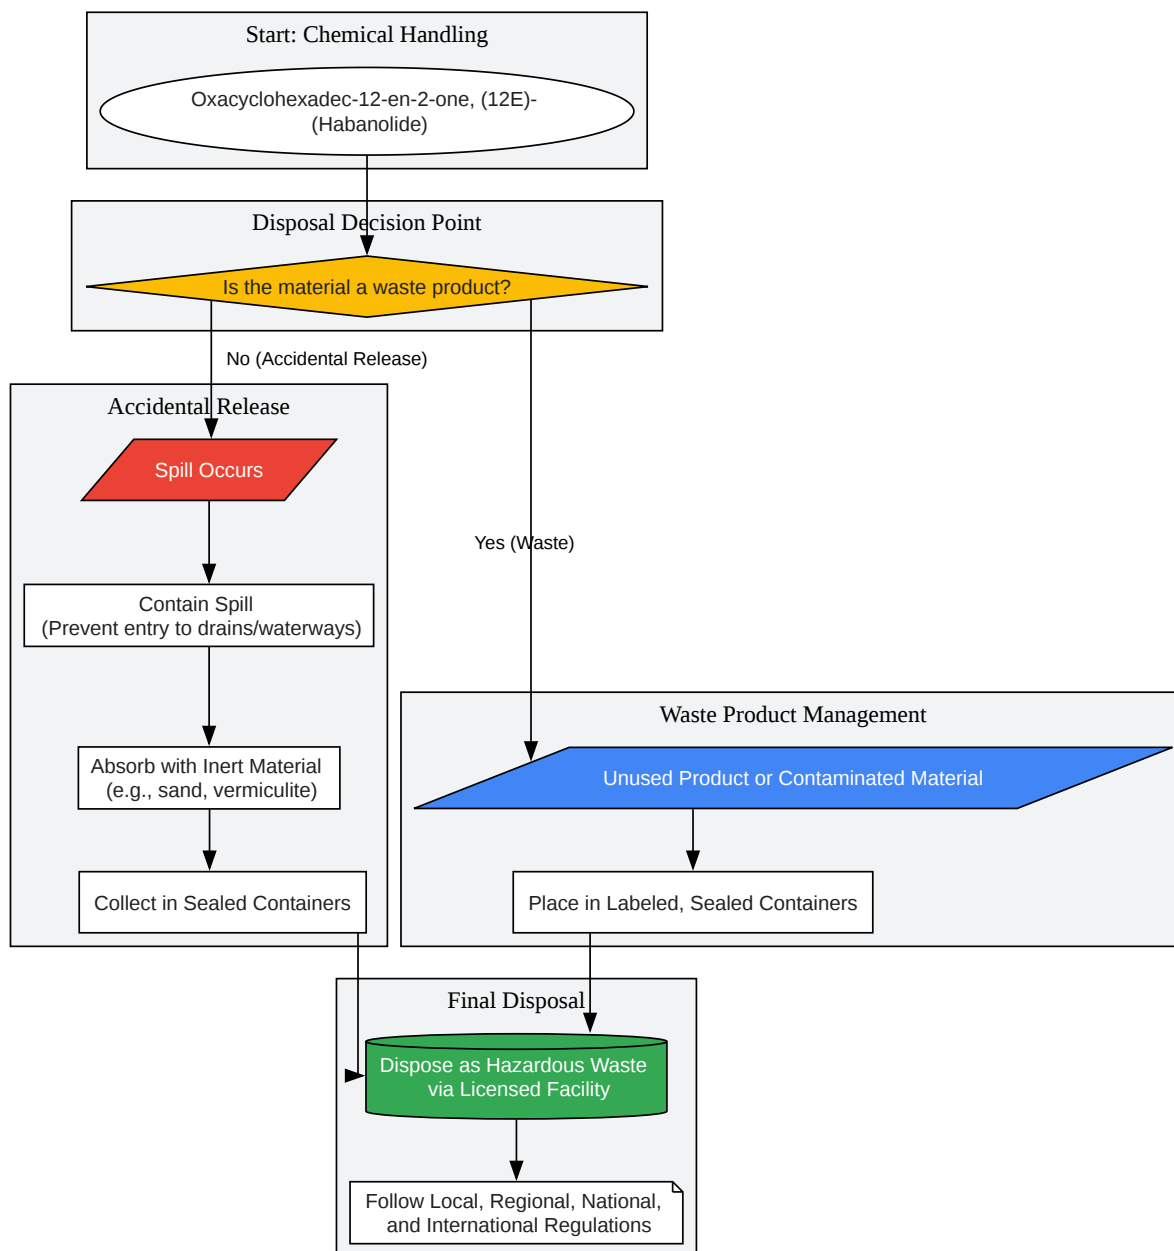 Start: Chemical Handling
Oxacyclohexadec-12-en-2-one, (12E)-
(Habanolide)
Disposal Decision Point
Is the material a waste product?
No (Accidental Release)
Accidental Release
Spill Occurs
Contain Spill
(Prevent entry to drains/waterways)
Absorb with Inert Material
(e.g., sand, vermiculite)
Collect in Sealed Containers
Yes (Waste)
Waste Product Management
Unused Product or Contaminated Material
Place in Labeled, Sealed Containers
Final Disposal
Dispose as Hazardous Waste
via Licensed Facility
Follow Local, Regional, National,
and International Regulations